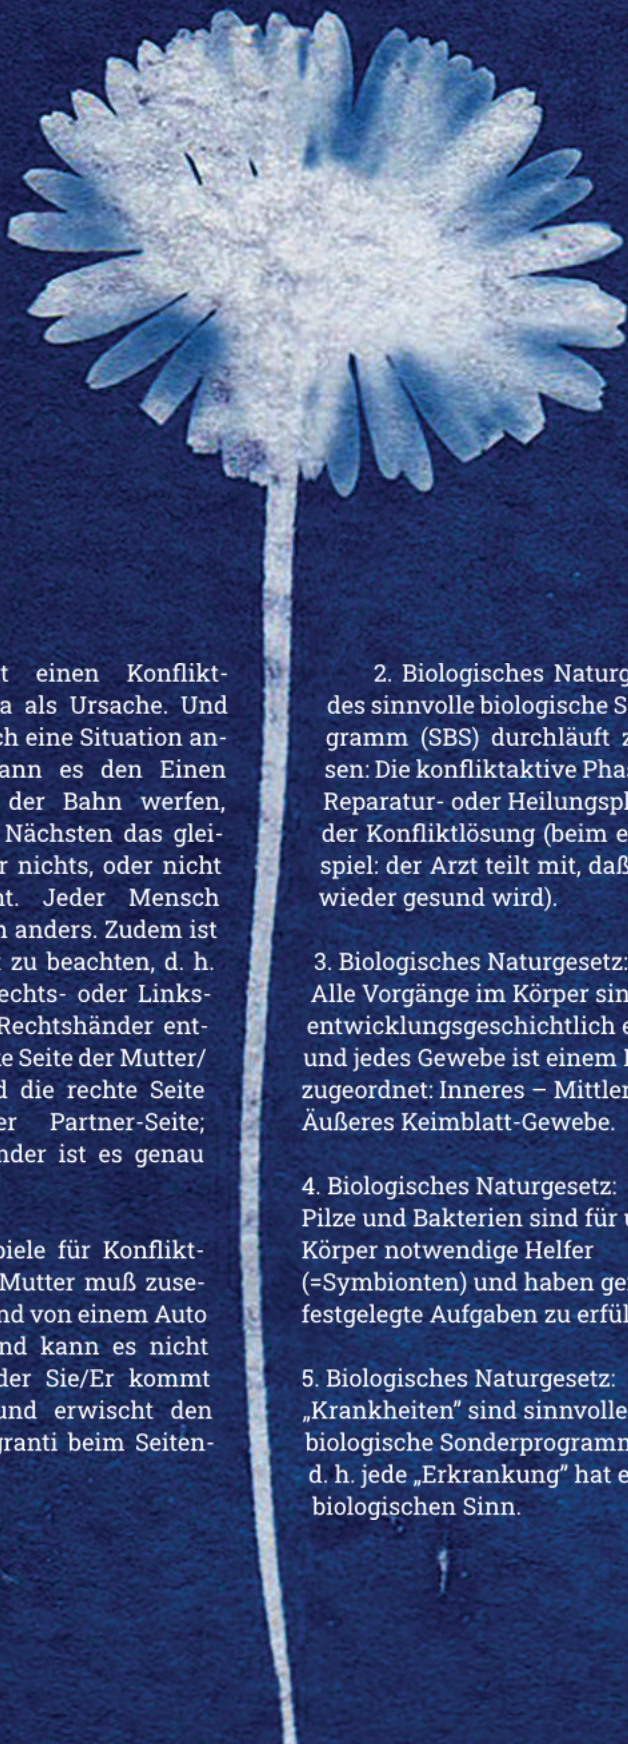 t einen Konflikt-
a als Ursache. Und
ch eine Situation an-
ann es den Einen
der Bahn werfen,
Nächsten das glei-
r nichts, oder nicht
nt. Jeder Mensch
n anders. Zudem ist
t zu beachten, d. h.
echts- oder Links-
Rechtshänder ent-
ke Seite der Mutter/
d die rechte Seite
er Partner-Seite;
nder ist es genau
piele für Konflikt-
Mutter muß zuse-
nd von einem Auto
nd kann es nicht
der Sie/Er kommt
und erwischt den
granti beim Seiten-
2. Biologisches Naturg
des sinnvolle biologische S
gramm (SBS) durchläuft z
sen: Die konfliktaktive Phas
Reparatur- oder Heilungspl
der Konfliktlösung (beim e
spiel: der Arzt teilt mit, daß
wieder gesund wird).
3. Biologisches Naturgesetz:
Alle Vorgänge im Körper sin
entwicklungsgeschichtlich e
und jedes Gewebe ist einem
zugeordnet: Inneres – Mittler
Äußeres Keimblatt-Gewebe.
4. Biologisches Naturgesetz:
Pilze und Bakterien sind für u
Körper notwendige Helfer
(=Symbionten) und haben ge
festgelegte Aufgaben zu erfül
5. Biologisches Naturgesetz:
„Krankheiten” sind sinnvolle
biologische Sonderprogramm
d. h. jede „Erkrankung” hat e
biologischen Sinn.